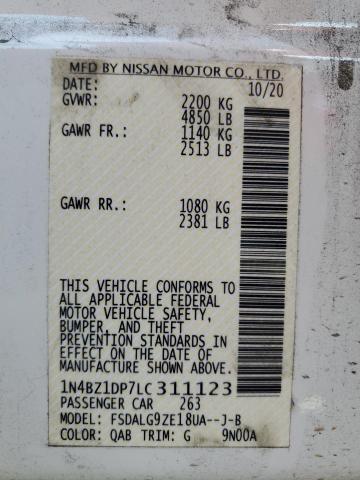 MFD BY NISSAN MOTOR CO., LTD.
DATE: 10/20
GVWR: 2200 KG
4850 LB
GAWR FR.: 1140 KG
2513 LB
GAWR RR.: 1080 KG
2381 LB
THIS VEHICLE CONFORMS TO
ALL APPLICABLE FEDERAL
MOTOR VEHICLE SAFETY,
BUMPER, AND THEFT
PREVENTION STANDARDS
IN EFFECT ON THE DATE OF
MANUFACTURE SHOWN ABOVE.
1N4BZ1DP7LC311123
PASSENGER CAR 263
MODEL: FSDALG9ZE18UA--J-B
COLOR: QAB TRIM: G 9N00A